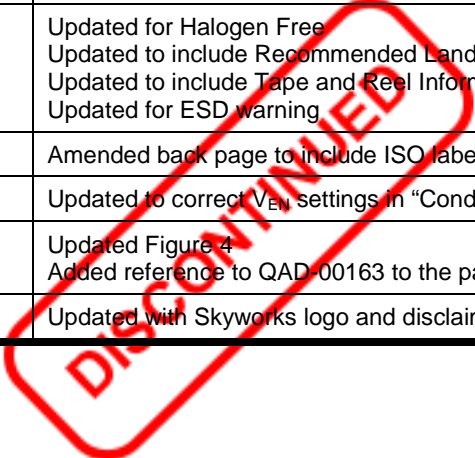 Updated for Halogen Free
Updated to include Recommended Land
Updated to include Tape and Reel Inform
Updated for ESD warning
Amended back page to include ISO labe
Updated to correct VEN settings in “Cond
Updated Figure 4
Added reference to QAD-00163 to the pa
Updated with Skyworks logo and disclair
DISCONTINUED